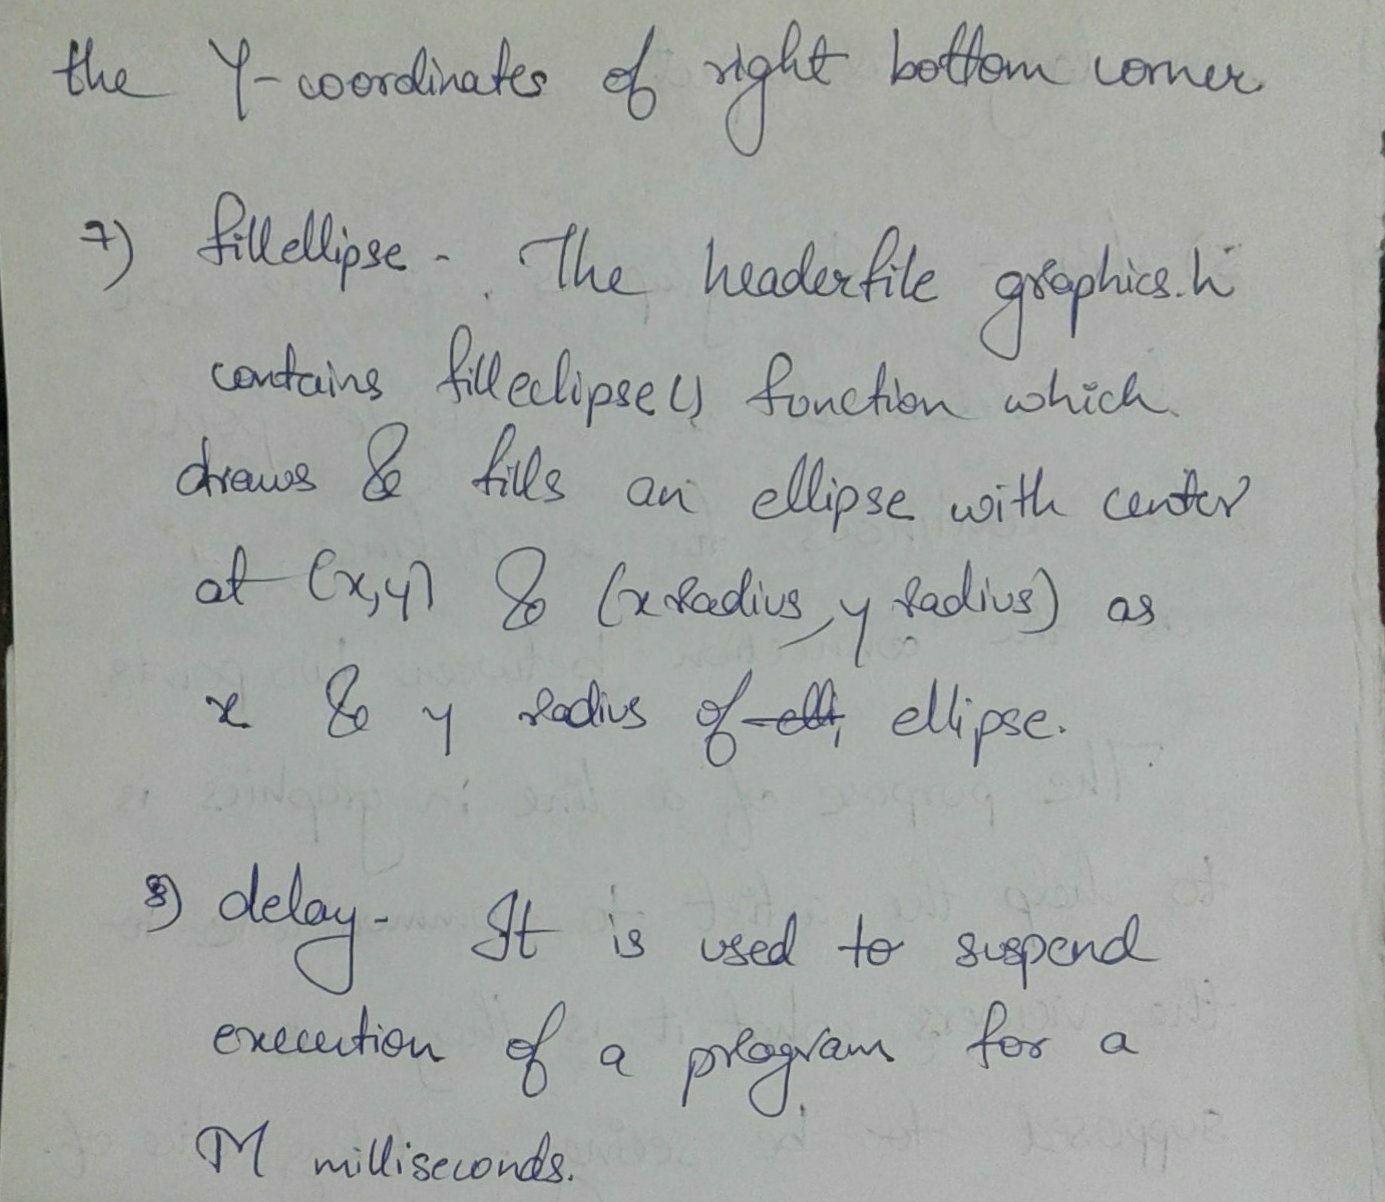 the Y-coordinates of right bottom corner
7) fillellipse - The headerfile graphics.h
contains filleclipse() function which
draws & fills an ellipse with center
at (x,y) & (x radius, y radius) as
x & y radius of ellipse.
8) delay - It is used to suspend
execution of a program for a
M milliseconds.